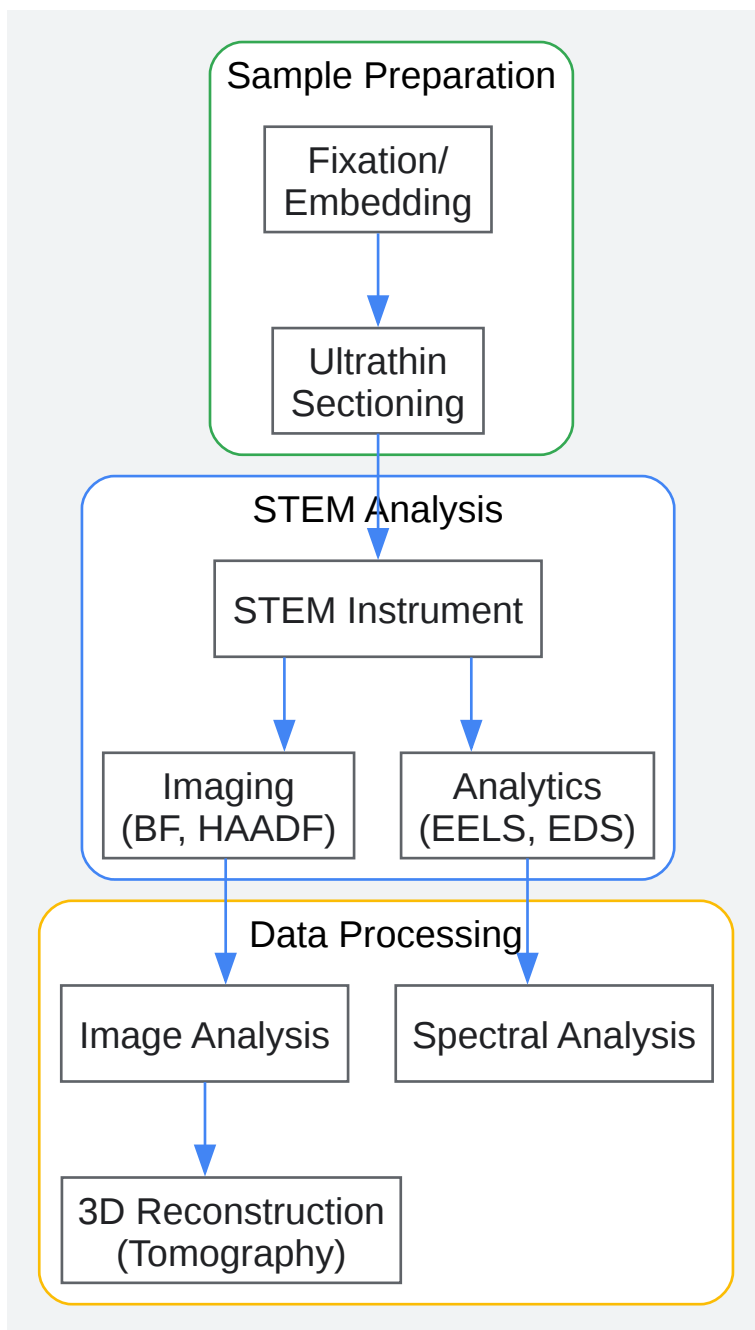 Sample Preparation
Fixation/
Embedding
Ultrathin
Sectioning
STEM Analysis
STEM Instrument
Imaging
(BF, HAADF)
Analytics
(EELS, EDS)
Data Processing
Image Analysis
Spectral Analysis
3D Reconstruction
(Tomography)